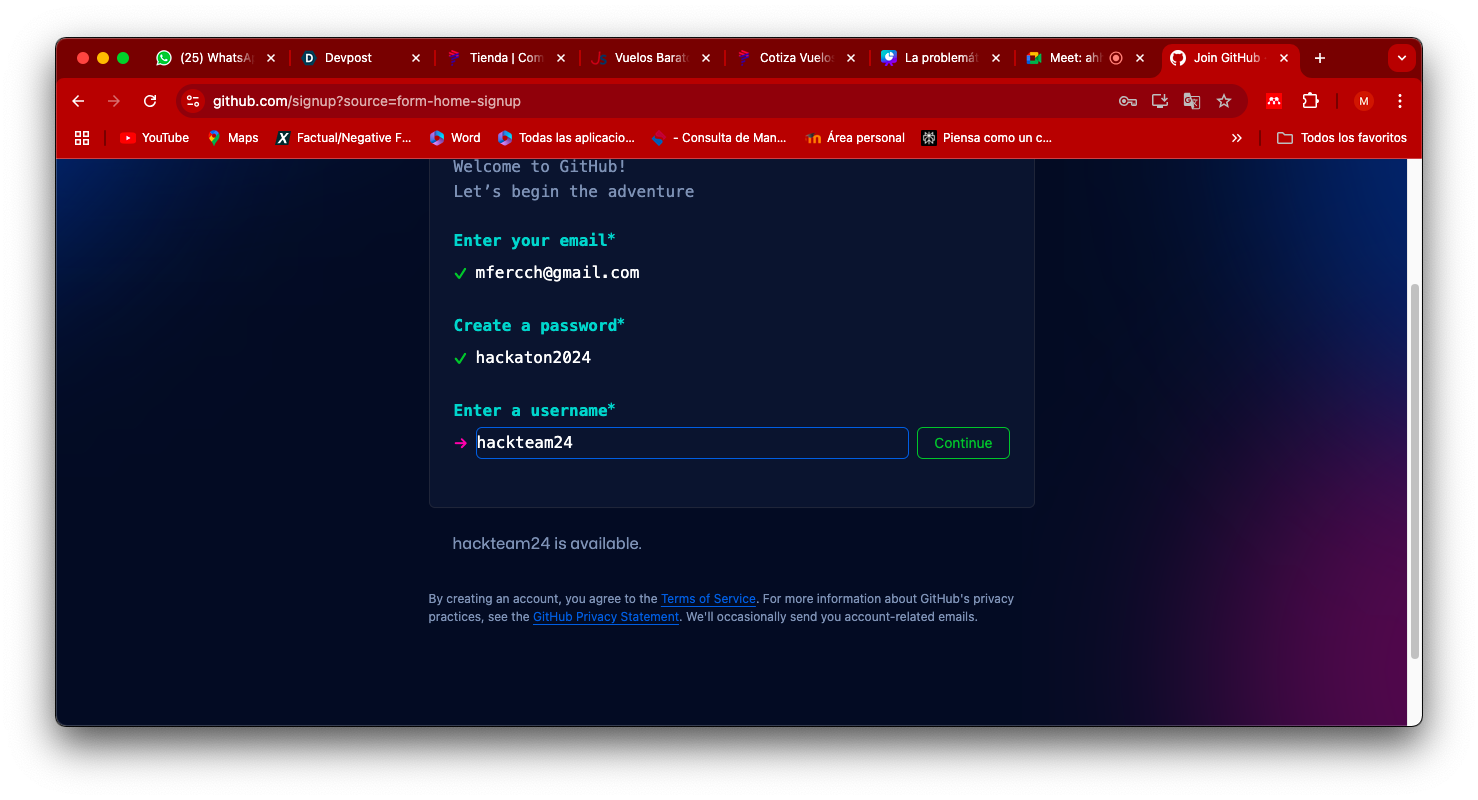 (25) WhatsA
Devpost
Tienda | Com
Vuelos Barato
Cotiza Vuelos
La problemát
Meet: ahl
Join GitHub ·
github.com/signup?source=form-home-signup
M
YouTube
Maps
Factual/Negative F...
Word
Todas las aplicacio...
- Consulta de Man...
Área personal
Piensa como un c...
Todos los favoritos
Welcome to GitHub!
Let’s begin the adventure
Enter your email*
✓ mfercch@gmail.com
Create a password*
✓ hackaton2024
Enter a username*
→ hackteam24
Continue
hackteam24 is available.
By creating an account, you agree to the Terms of Service. For more information about GitHub's privacy
practices, see the GitHub Privacy Statement. We'll occasionally send you account-related emails.